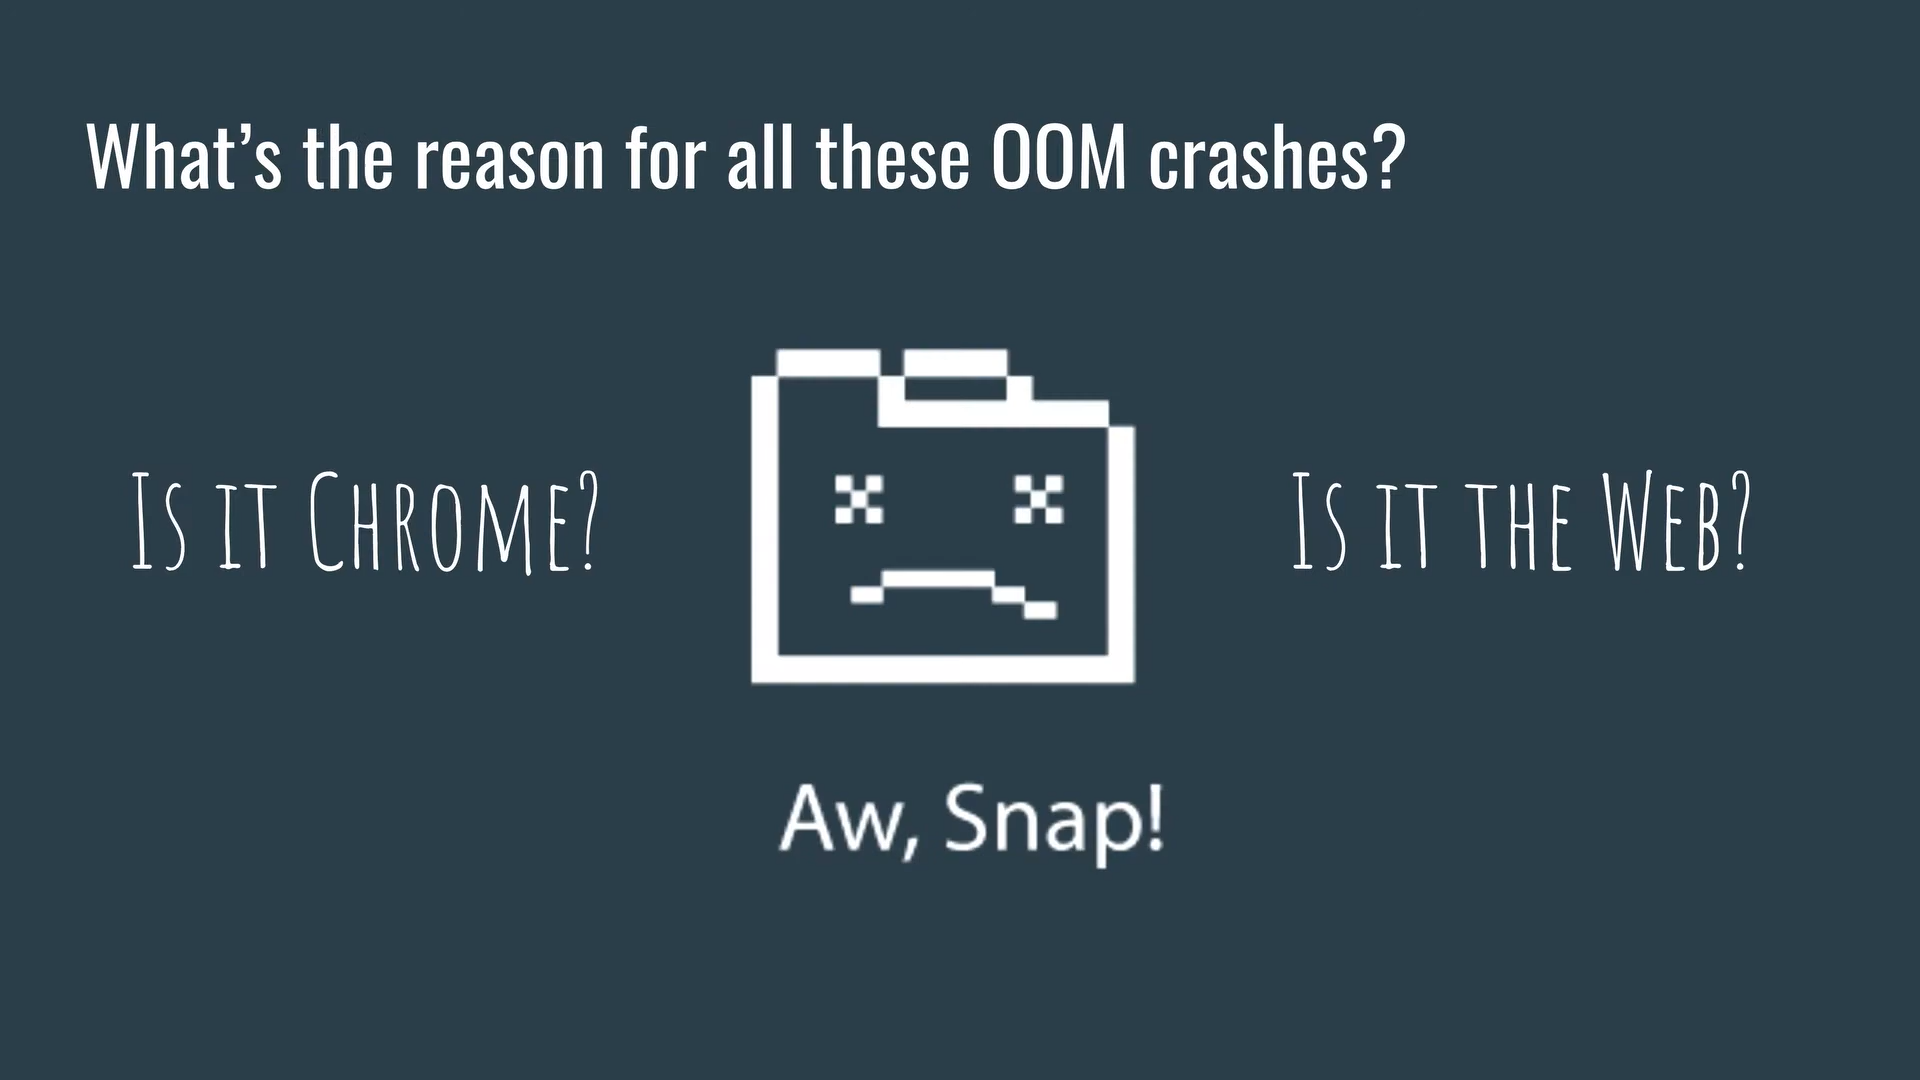 What’s the reason for all these OOM crashes?
Is it Chrome?
Is it the Web?
Aw, Snap!